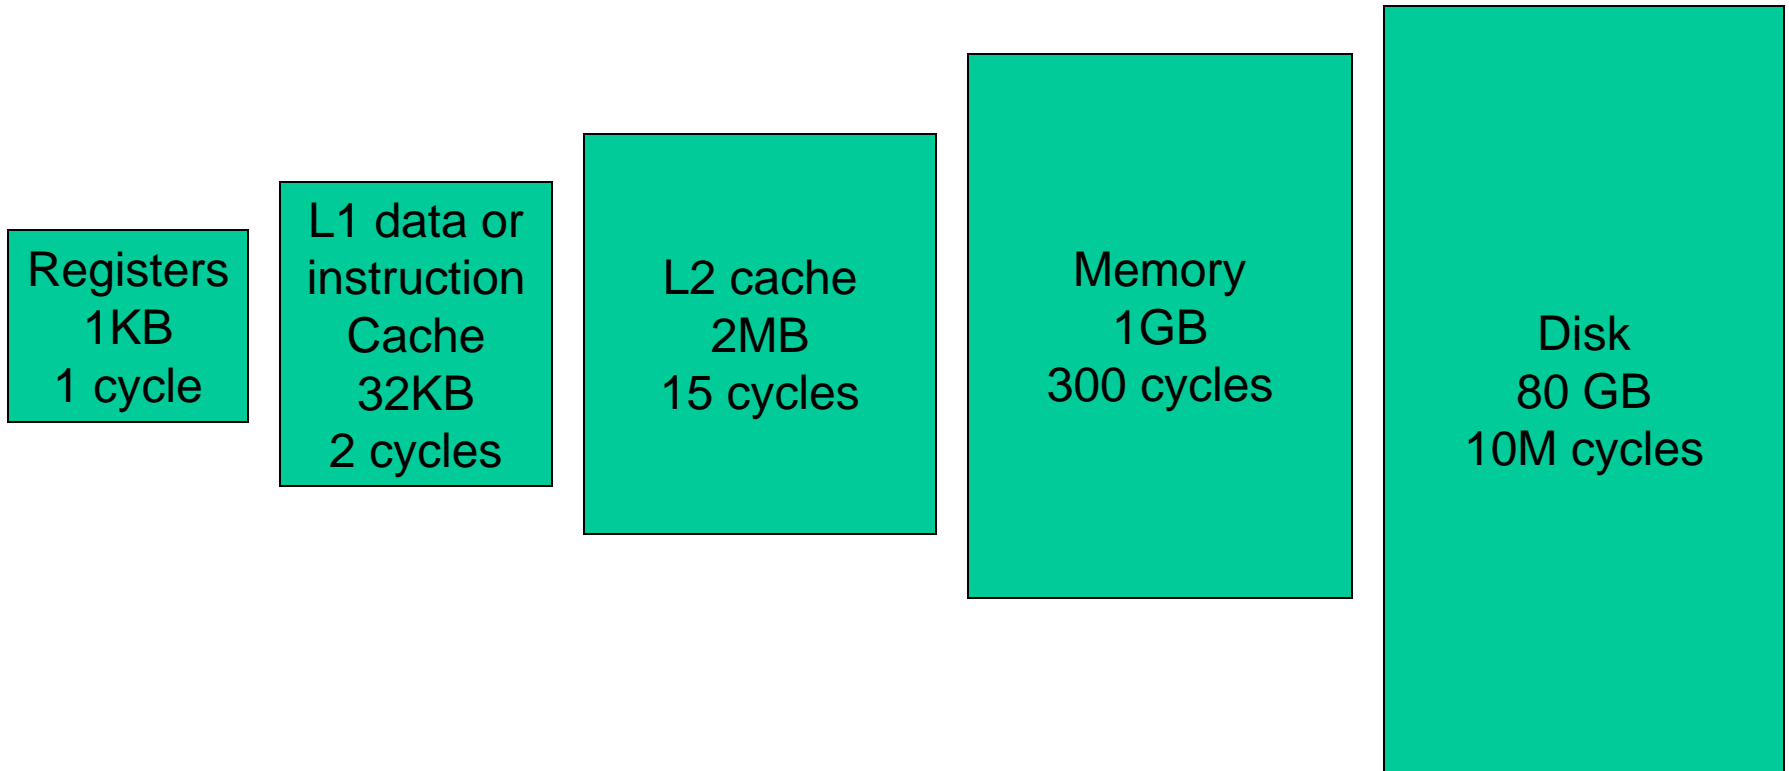 Registers
1KB
1 cycle
L1 data or
instruction
Cache
32KB
2 cycles
L2 cache
2MB
15 cycles
Memory
1GB
300 cycles
Disk
80 GB
10M cycles